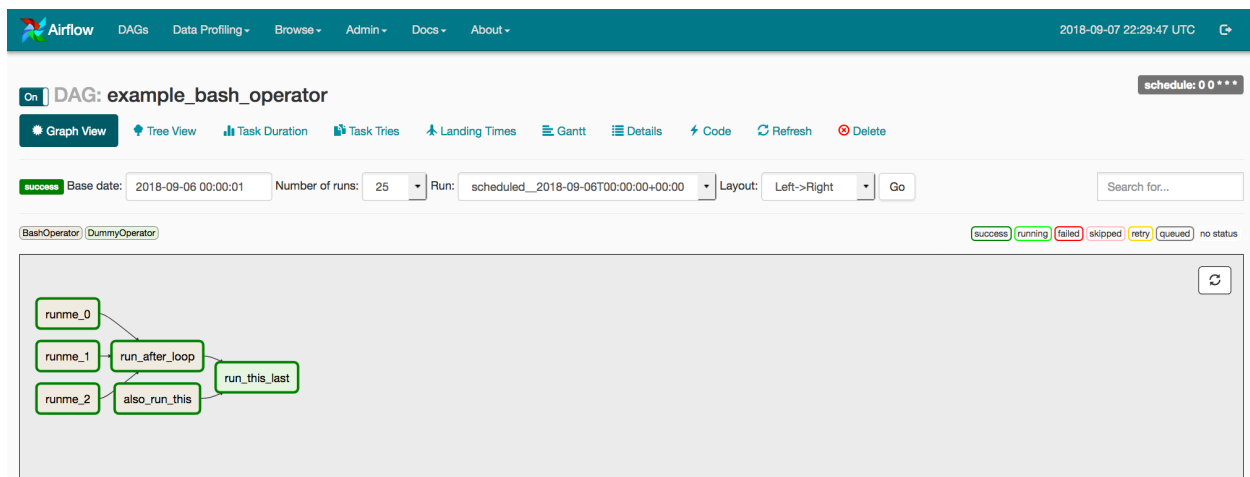 Airflow DAGs Data Profiling Browse Admin Docs About 2018-09-07 22:29:47 UTC
schedule: 0 0 * * *
On DAG: example_bash_operator
Graph View Tree View Task Duration Task Tries Landing Times Gantt Details Code Refresh Delete
success Base date: 2018-09-06 00:00:01 Number of runs: 25 Run: scheduled__2018-09-06T00:00:00+00:00 Layout: Left->Right Go Search for...
BashOperator DummyOperator success running failed skipped retry queued no status
runme_0
runme_1 run_after_loop
run_this_last
runme_2 also_run_this